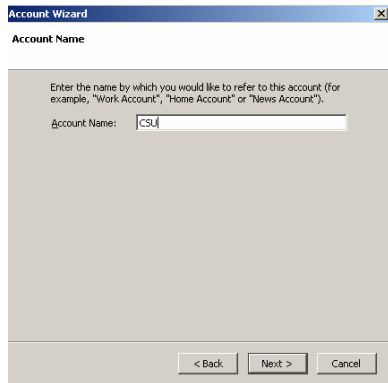 Account Wizard
Account Name
Enter the name by which you would like to refer to this account (for
example, "Work Account", "Home Account" or "News Account").
Account Name: CSU
< Back Next > Cancel